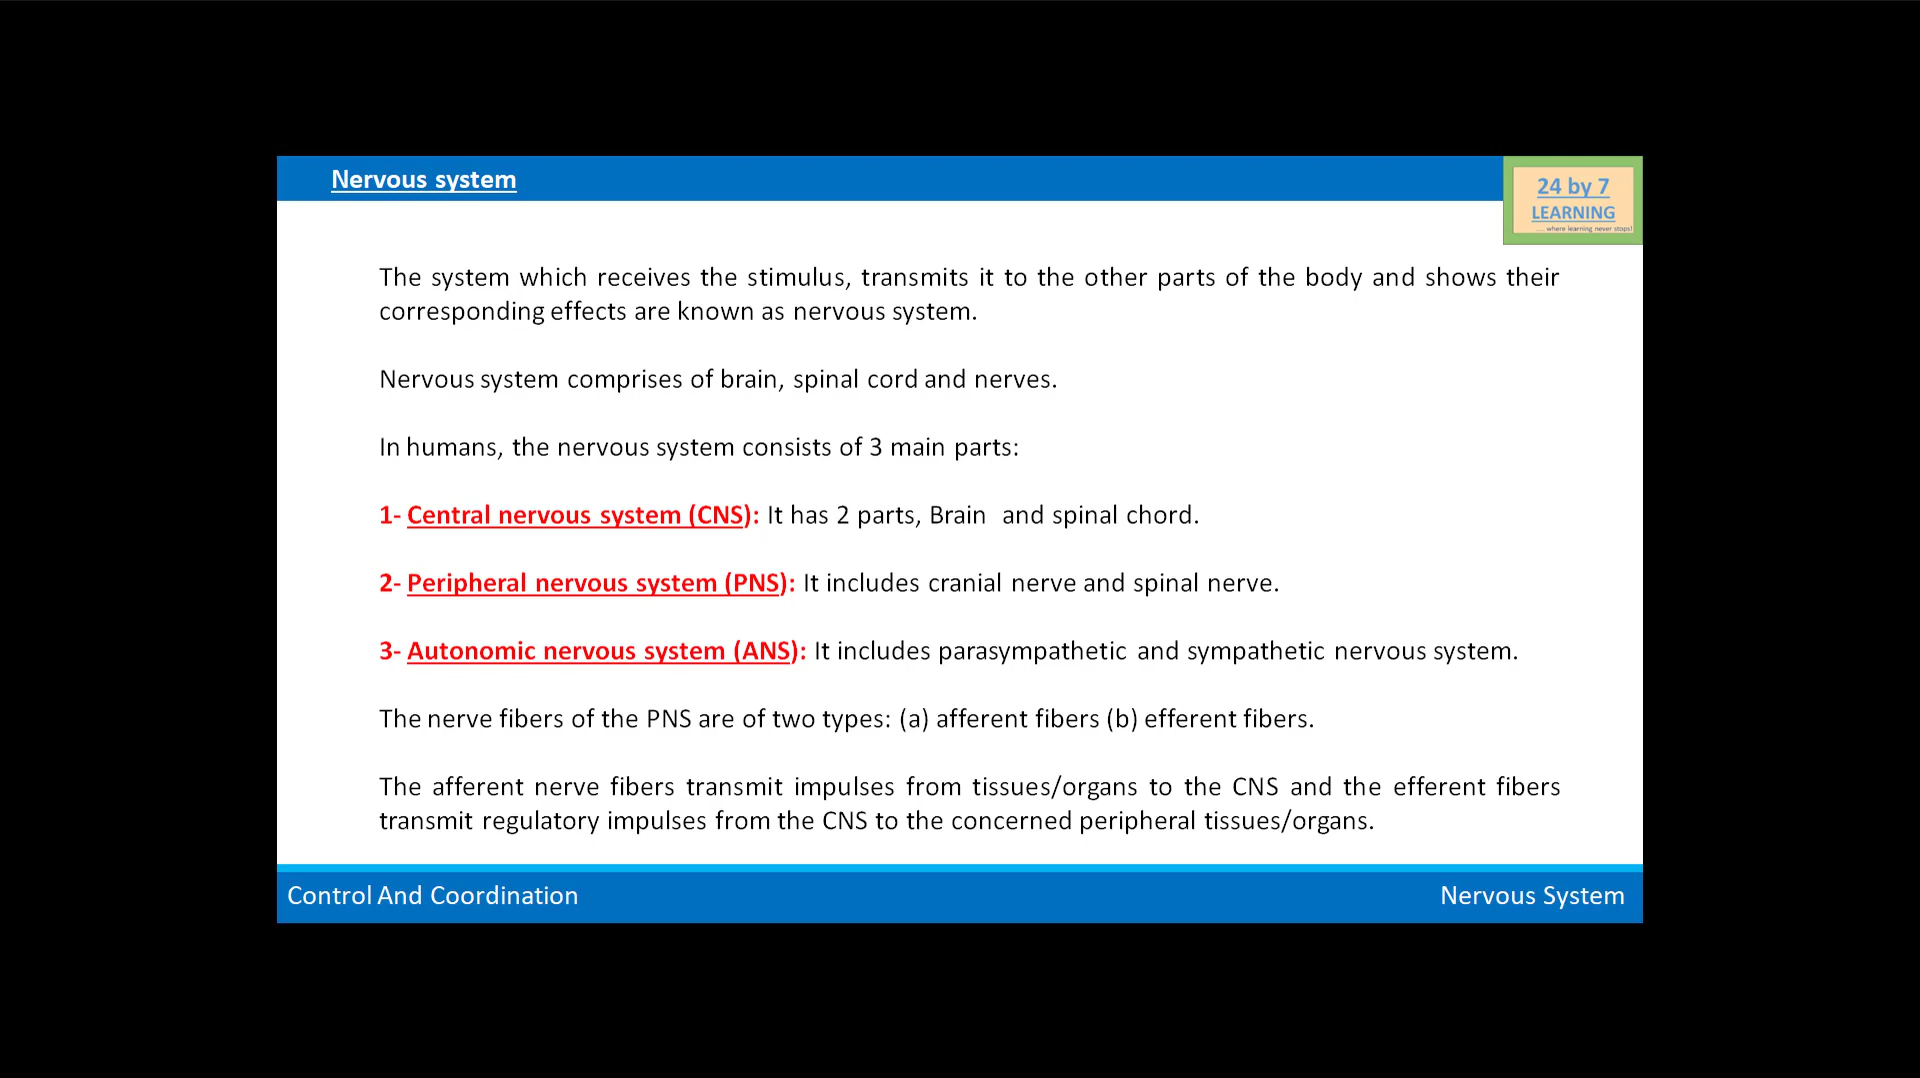 Nervous system
24 by 7
LEARNING
.... where learning never stops!
The system which receives the stimulus, transmits it to the other parts of the body and shows their
corresponding effects are known as nervous system.
Nervous system comprises of brain, spinal cord and nerves.
In humans, the nervous system consists of 3 main parts:
1- Central nervous system (CNS): It has 2 parts, Brain and spinal chord.
2- Peripheral nervous system (PNS): It includes cranial nerve and spinal nerve.
3- Autonomic nervous system (ANS): It includes parasympathetic and sympathetic nervous system.
The nerve fibers of the PNS are of two types: (a) afferent fibers (b) efferent fibers.
The afferent nerve fibers transmit impulses from tissues/organs to the CNS and the efferent fibers
transmit regulatory impulses from the CNS to the concerned peripheral tissues/organs.
Control And Coordination
Nervous System